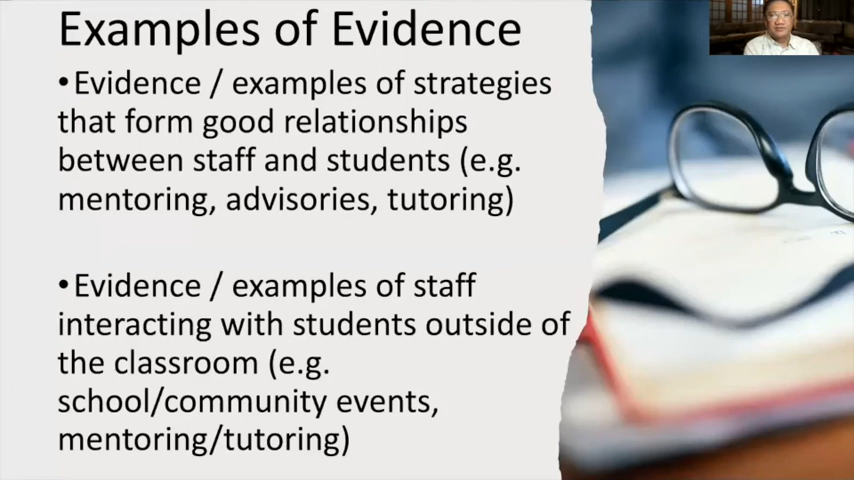 Examples of Evidence
•Evidence / examples of strategies
that form good relationships
between staff and students (e.g.
mentoring, advisories, tutoring)
•Evidence / examples of staff
interacting with students outside of
the classroom (e.g.
school/community events,
mentoring/tutoring)